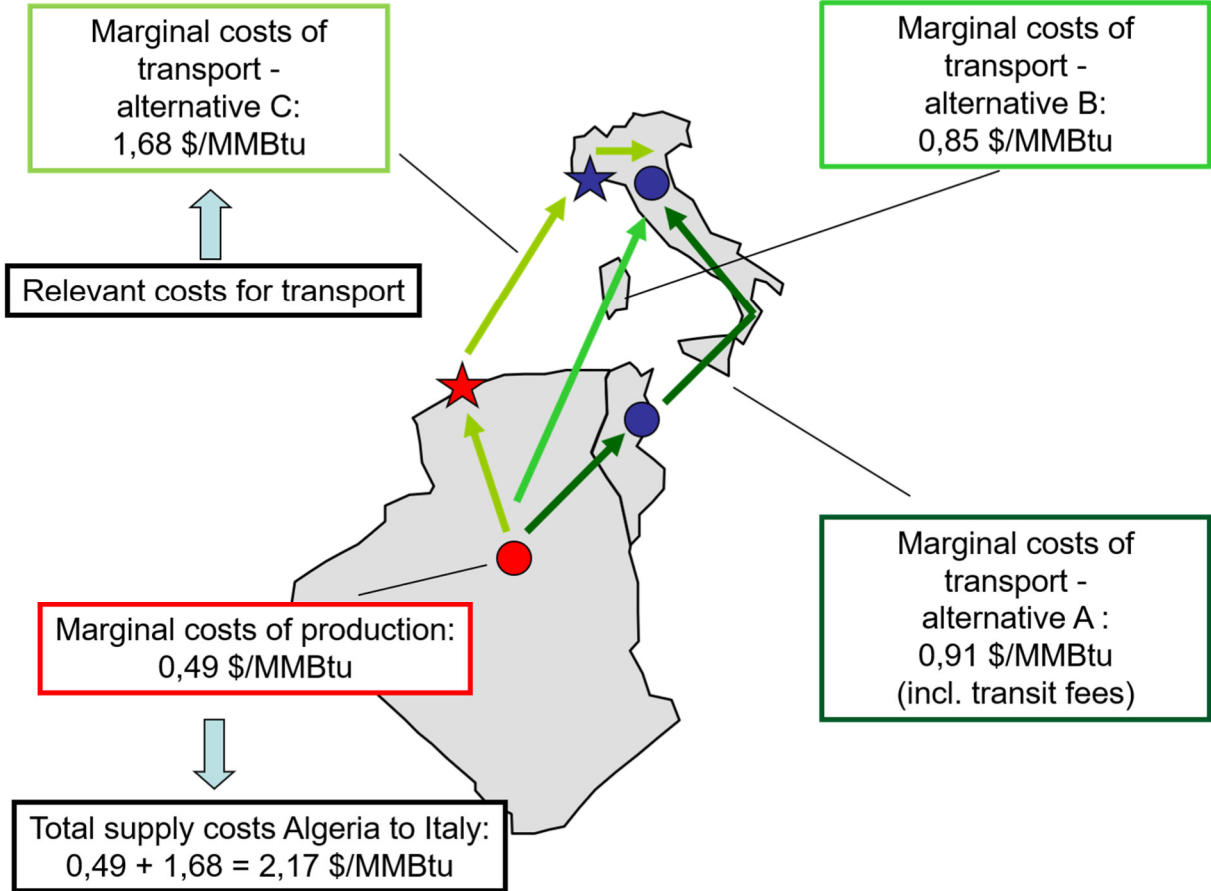 Marginal costs of
transport -
alternative C:
1,68 $/MMBtu
Marginal costs of
transport -
alternative B:
0,85 $/MMBtu
Relevant costs for transport
Marginal costs of
transport -
alternative A :
0,91 $/MMBtu
(incl. transit fees)
Marginal costs of production:
0,49 $/MMBtu
Total supply costs Algeria to Italy:
0,49 + 1,68 = 2,17 $/MMBtu